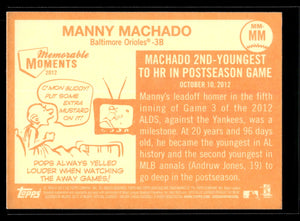 MANNY MACHADO
Baltimore Orioles®-3B
MM-
MM
Memorable
MOMENTS
2012
C'MON BUDDY!
PUT SOME
EXTRA
MUSTARD
ON IT!
POPS ALWAYS YELLED
LOUDER WHEN WATCHING
THE AWAY GAMES!
MACHADO 2ND-YOUNGEST
TO HR IN POSTSEASON GAME
OCTOBER 10, 2012
Manny's leadoff homer in the fifth
inning of Game 3 of the 2012
ALDS, against the Yankees, was
a milestone. At 20 years and 96 days
old, he became the youngest in AL
history and the second youngest in
MLB annals (Andruw Jones, 19) to
go deep in the postseason.
Topps